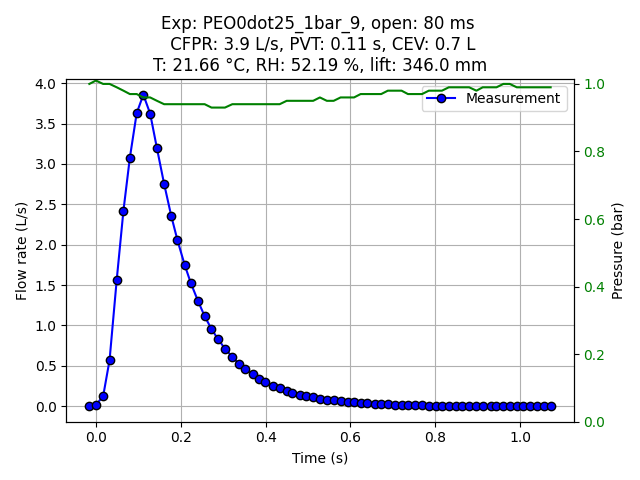 Exp: PEO0dot25_1bar_9, open: 80 ms
CFPR: 3.9 L/s, PVT: 0.11 s, CEV: 0.7 L
T: 21.66 °C, RH: 52.19 %, lift: 346.0 mm
Measurement
4.0
3.5
3.0
2.5
2.0
1.5
1.0
0.5
0.0
Flow rate (L/s)
1.0
0.8
0.6
0.4
0.2
0.0
Pressure (bar)
0.0 0.2 0.4 0.6 0.8 1.0
Time (s)